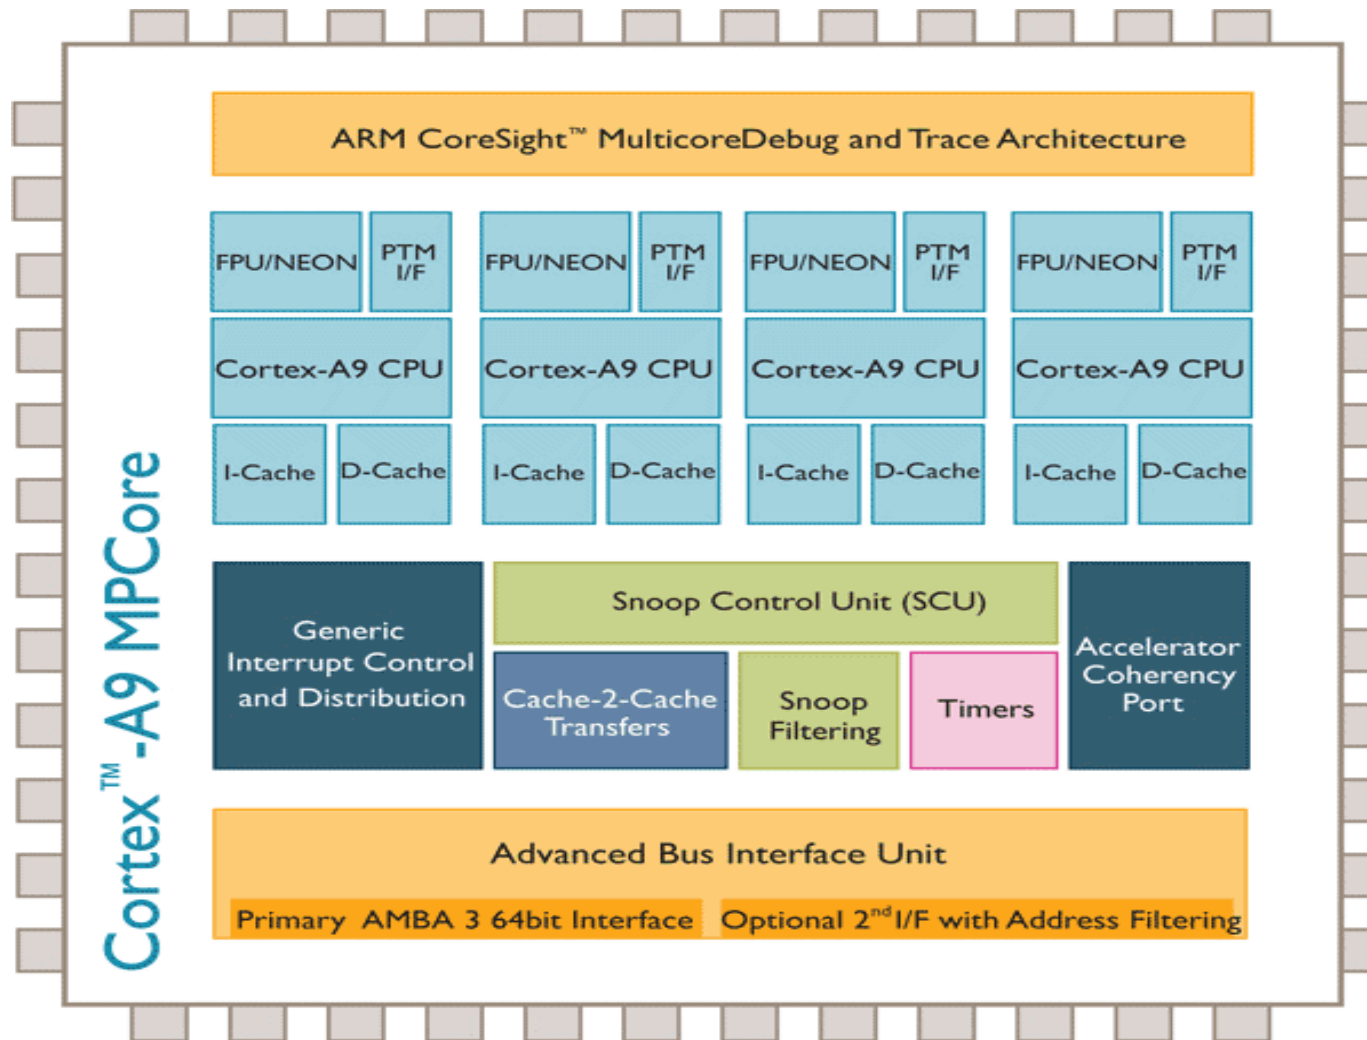 ARM CoreSight™ MulticoreDebug and Trace Architecture
FPU/NEON
PTM
I/F
FPU/NEON
PTM
I/F
FPU/NEON
PTM
I/F
FPU/NEON
PTM
I/F
Cortex-A9 CPU
Cortex-A9 CPU
Cortex-A9 CPU
Cortex-A9 CPU
I-Cache
D-Cache
I-Cache
D-Cache
I-Cache
D-Cache
I-Cache
D-Cache
Cortex™-A9 MPCore
Generic
Interrupt Control
and Distribution
Snoop Control Unit (SCU)
Cache-2-Cache
Transfers
Snoop
Filtering
Timers
Accelerator
Coherency
Port
Advanced Bus Interface Unit
Primary AMBA 3 64bit Interface
Optional 2nd I/F with Address Filtering